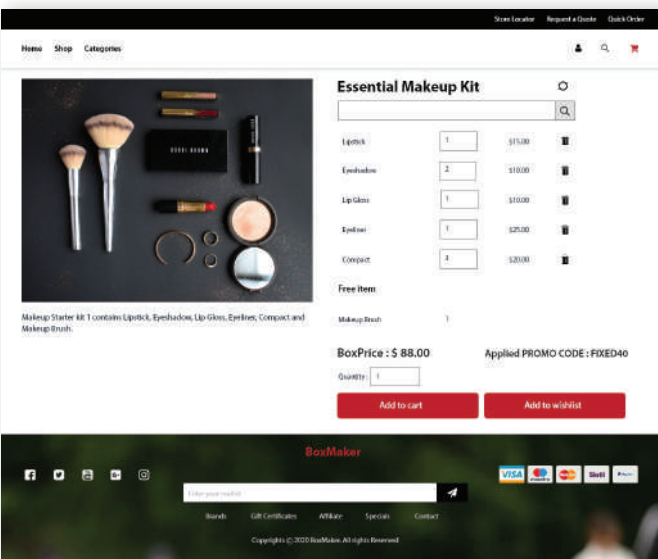 Store Locator Request a Quote Quick Order
Home Shop Categories
Essential Makeup Kit
BOBBI BROWN
Lipstick 1 $15.00
Eyeshadow 2 $10.00
Lip Gloss 1 $10.00
Eyeliner 1 $25.00
Compact $20.00
Free item
Makeup Brush 1
Makeup Starter kit 1 contains Lipstick, Eyeshadow, Lip Gloss, Eyeliner, Compact and
Makeup Brush.
BoxPrice : $ 88.00 Applied PROMO CODE : FIXED40
Quantity : 1
Add to cart Add to wishlist
BoxMaker
VISA Skrill
Enter your mail id
Brands Gift Certificates Affiliate Specials Contact
Copyrights © 2020 BoxMaker. All rights Reserved